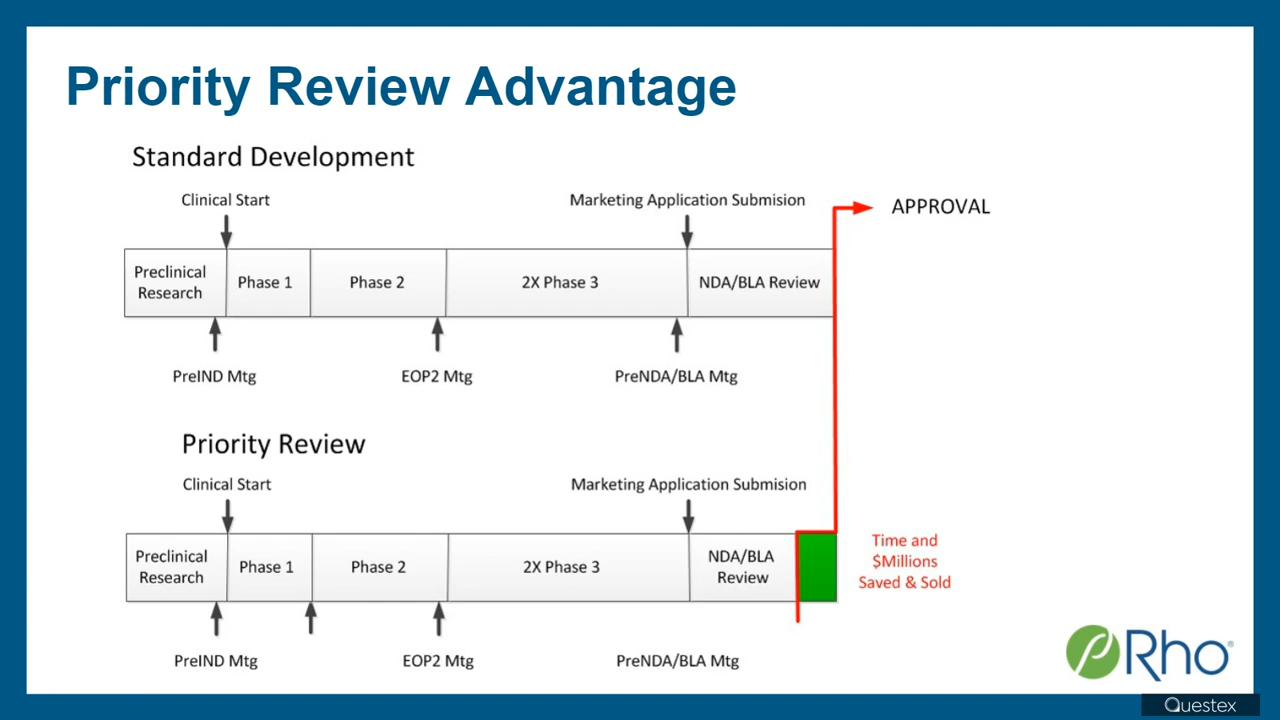 Priority Review Advantage
Standard Development
Clinical Start
Marketing Application Submision
APPROVAL
Preclinical
Research
Phase 1
Phase 2
2X Phase 3
NDA/BLA Review
PreIND Mtg
EOP2 Mtg
PreNDA/BLA Mtg
Priority Review
Clinical Start
Marketing Application Submision
Preclinical
Research
Phase 1
Phase 2
2X Phase 3
NDA/BLA
Review
Time and
$Millions
Saved & Sold
PreIND Mtg
EOP2 Mtg
PreNDA/BLA Mtg
Rho®
Questex